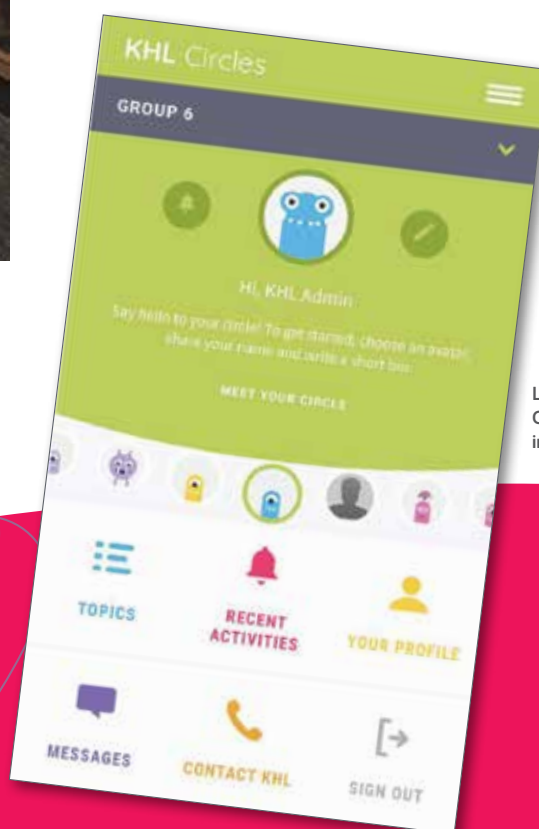 KHL Circles
GROUP 6
Hi, KHL Admin
Say hello to your circle! To get started, choose an avatar,
share your name and write a short bio.
MEET YOUR CIRCLE
L
C
i
TOPICS
RECENT
ACTIVITIES
YOUR PROFILE
MESSAGES
CONTACT KHL
SIGN OUT